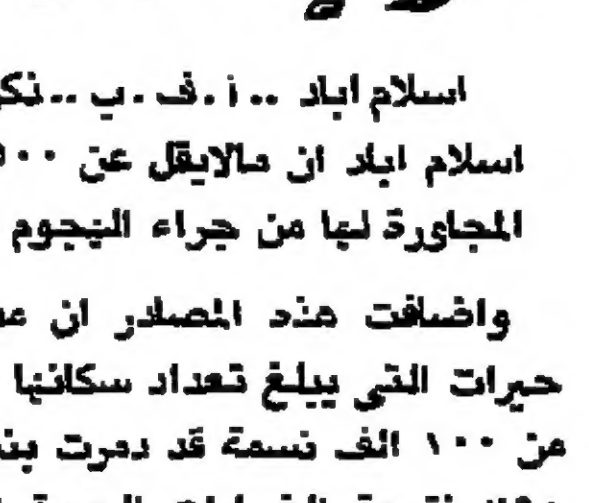 اسلام اباد .. أ . ف . ب .. ذكر
اسلام اباد ان مالايقل عن
المجاورة لها من جراء الهجوم
واضافت هذه المصادر ان
حيرات التي يبلغ تعداد سكانها
من ١٠٠ الف نسمة قد دمرت